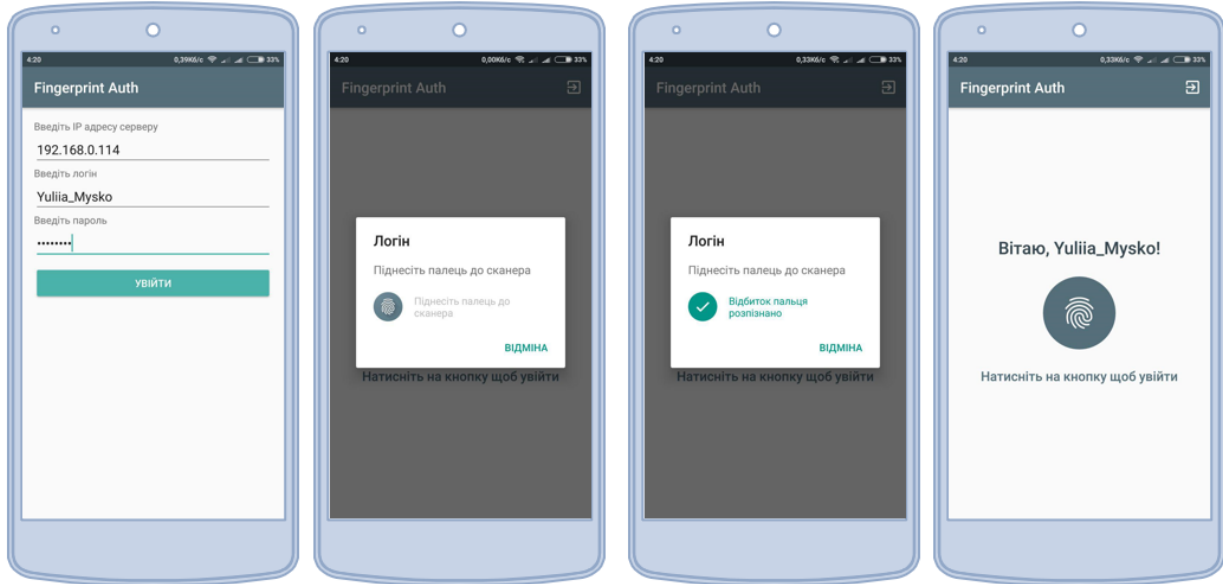 4:20 0,39Кб/с 33%
Fingerprint Auth
Введіть IP адресу серверу
192.168.0.114
Введіть логін
Yuliia_Mysko
Введіть пароль
••••••••
УВІЙТИ
4:20 0,00Кб/с 33%
Fingerprint Auth
Логін
Піднесіть палець до сканера
Піднесіть палець до
сканера
ВІДМІНА
Натисніть на кнопку щоб увійти
4:20 0,33Кб/с 33%
Fingerprint Auth
Логін
Піднесіть палець до сканера
Відбиток пальця
розпізнано
ВІДМІНА
Натисніть на кнопку щоб увійти
4:20 0,33Кб/с 33%
Fingerprint Auth
Вітаю, Yuliia_Mysko!
Натисніть на кнопку щоб увійти